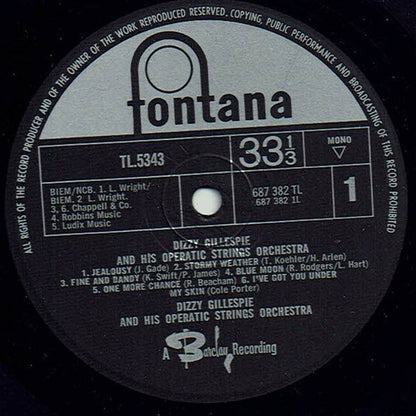 ALL RIGHTS OF THE RECORD PRODUCER AND OF THE OWNER OF THE WORK REPRODUCED RESERVED. COPYING, PUBLIC PERFORMANCE AND BROADCASTING OF THIS RECORD PROHIBITED
fontana
TL.5343
33 1/3
MONO
BIEM/NCB. 1. L. Wright/
BIEM. 2 L. Wright.
3, 6. Chappell & Co.
4. Robbins Music
5. Ludix Music
687 382 TL
687 382 1L
1
DIZZY GILLESPIE
AND HIS OPERATIC STRINGS ORCHESTRA
1. JEALOUSY (J. Gade) 2. STORMY WEATHER (T. Koehler/H. Arlen)
3. FINE AND DANDY (K. Swift/P. James) 4. BLUE MOON (R. Rodgers/L. Hart)
5. ONE MORE CHANCE (R. Beacham) 6. I'VE GOT YOU UNDER
MY SKIN (Cole Porter)
DIZZY GILLESPIE
AND HIS OPERATIC STRINGS ORCHESTRA
A Barclay Recording